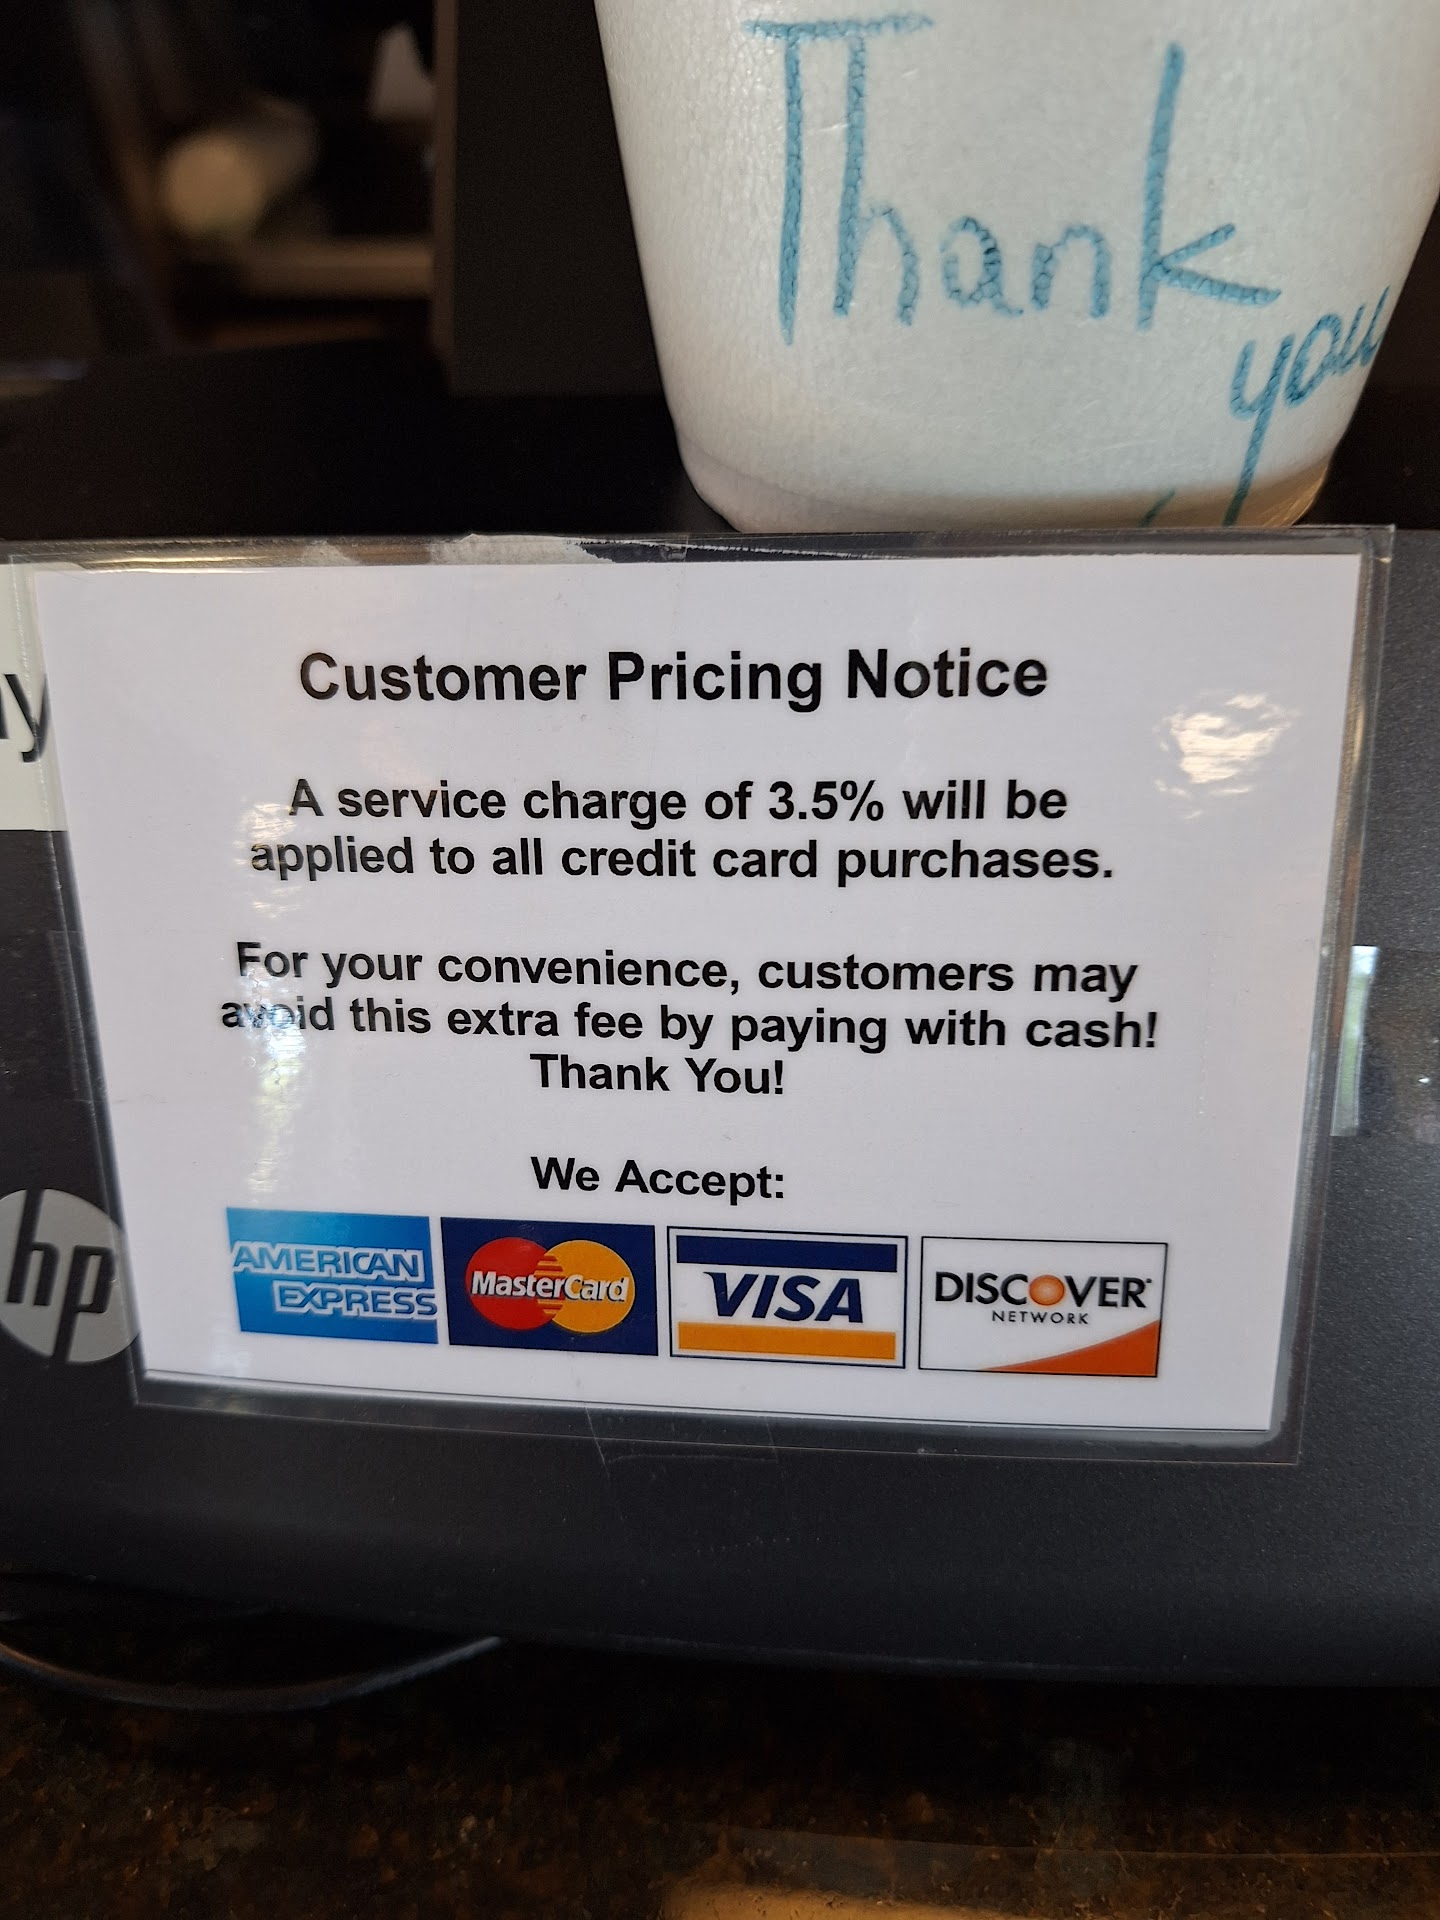 Thank
you
Customer Pricing Notice
A service charge of 3.5% will be
applied to all credit card purchases.
For your convenience, customers may
avoid this extra fee by paying with cash!
Thank You!
We Accept:
AMERICAN
EXPRESS
MasterCard
VISA
DISCOVER
NETWORK
hp